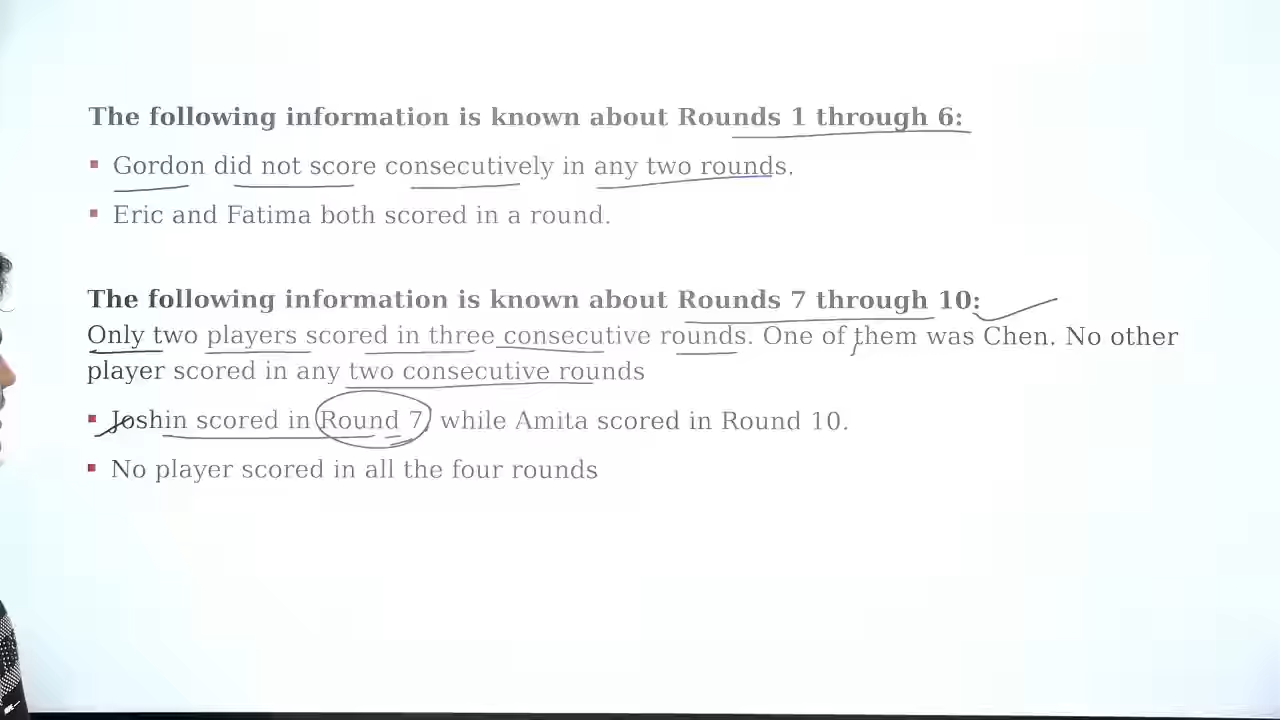 The following information is known about Rounds 1 through 6:
▪ Gordon did not score consecutively in any two rounds.
▪ Eric and Fatima both scored in a round.
The following information is known about Rounds 7 through 10:
Only two players scored in three consecutive rounds. One of them was Chen. No other
player scored in any two consecutive rounds
▪ Joshin scored in Round 7, while Amita scored in Round 10.
▪ No player scored in all the four rounds